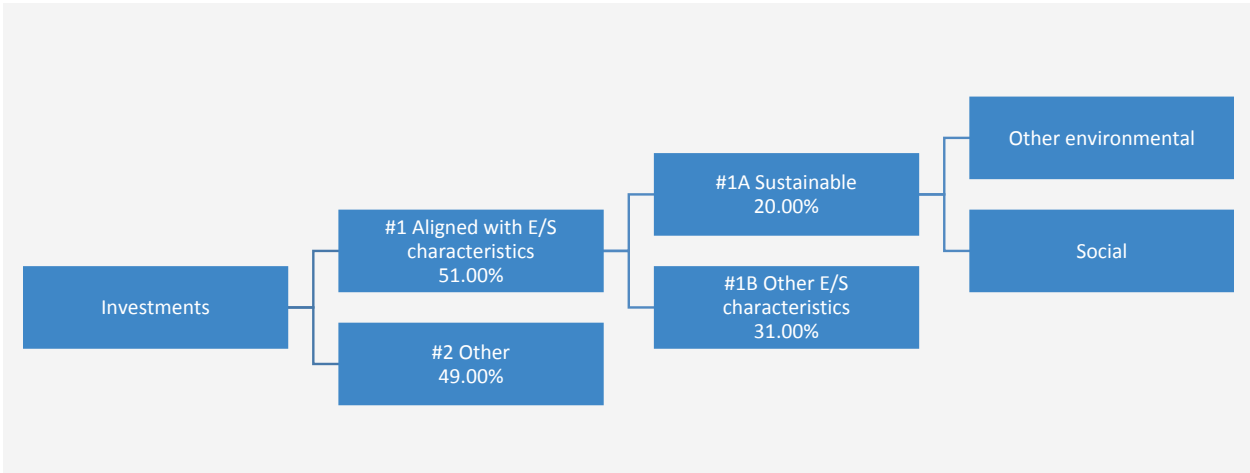 Investments
#1 Aligned with E/S
characteristics
51.00%
#2 Other
49.00%
#1A Sustainable
20.00%
#1B Other E/S
characteristics
31.00%
Other environmental
Social